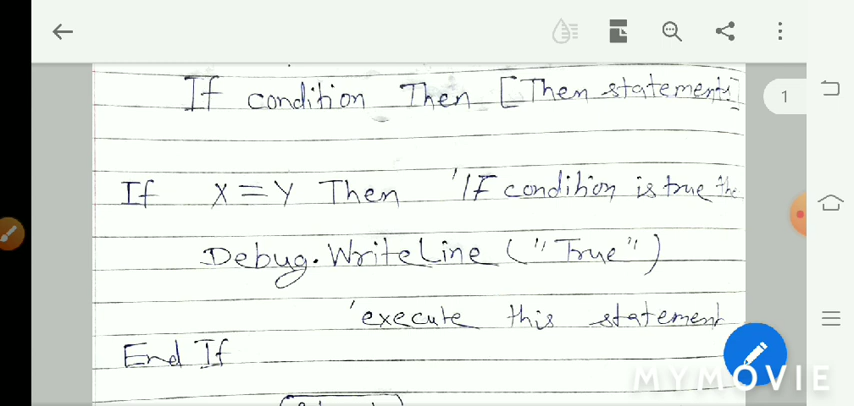 1
If condition Then [Then statements]
If X=Y Then 'If condition is true the
Debug.WriteLine ("True")
'execute this statement
End If
MYMOVIE